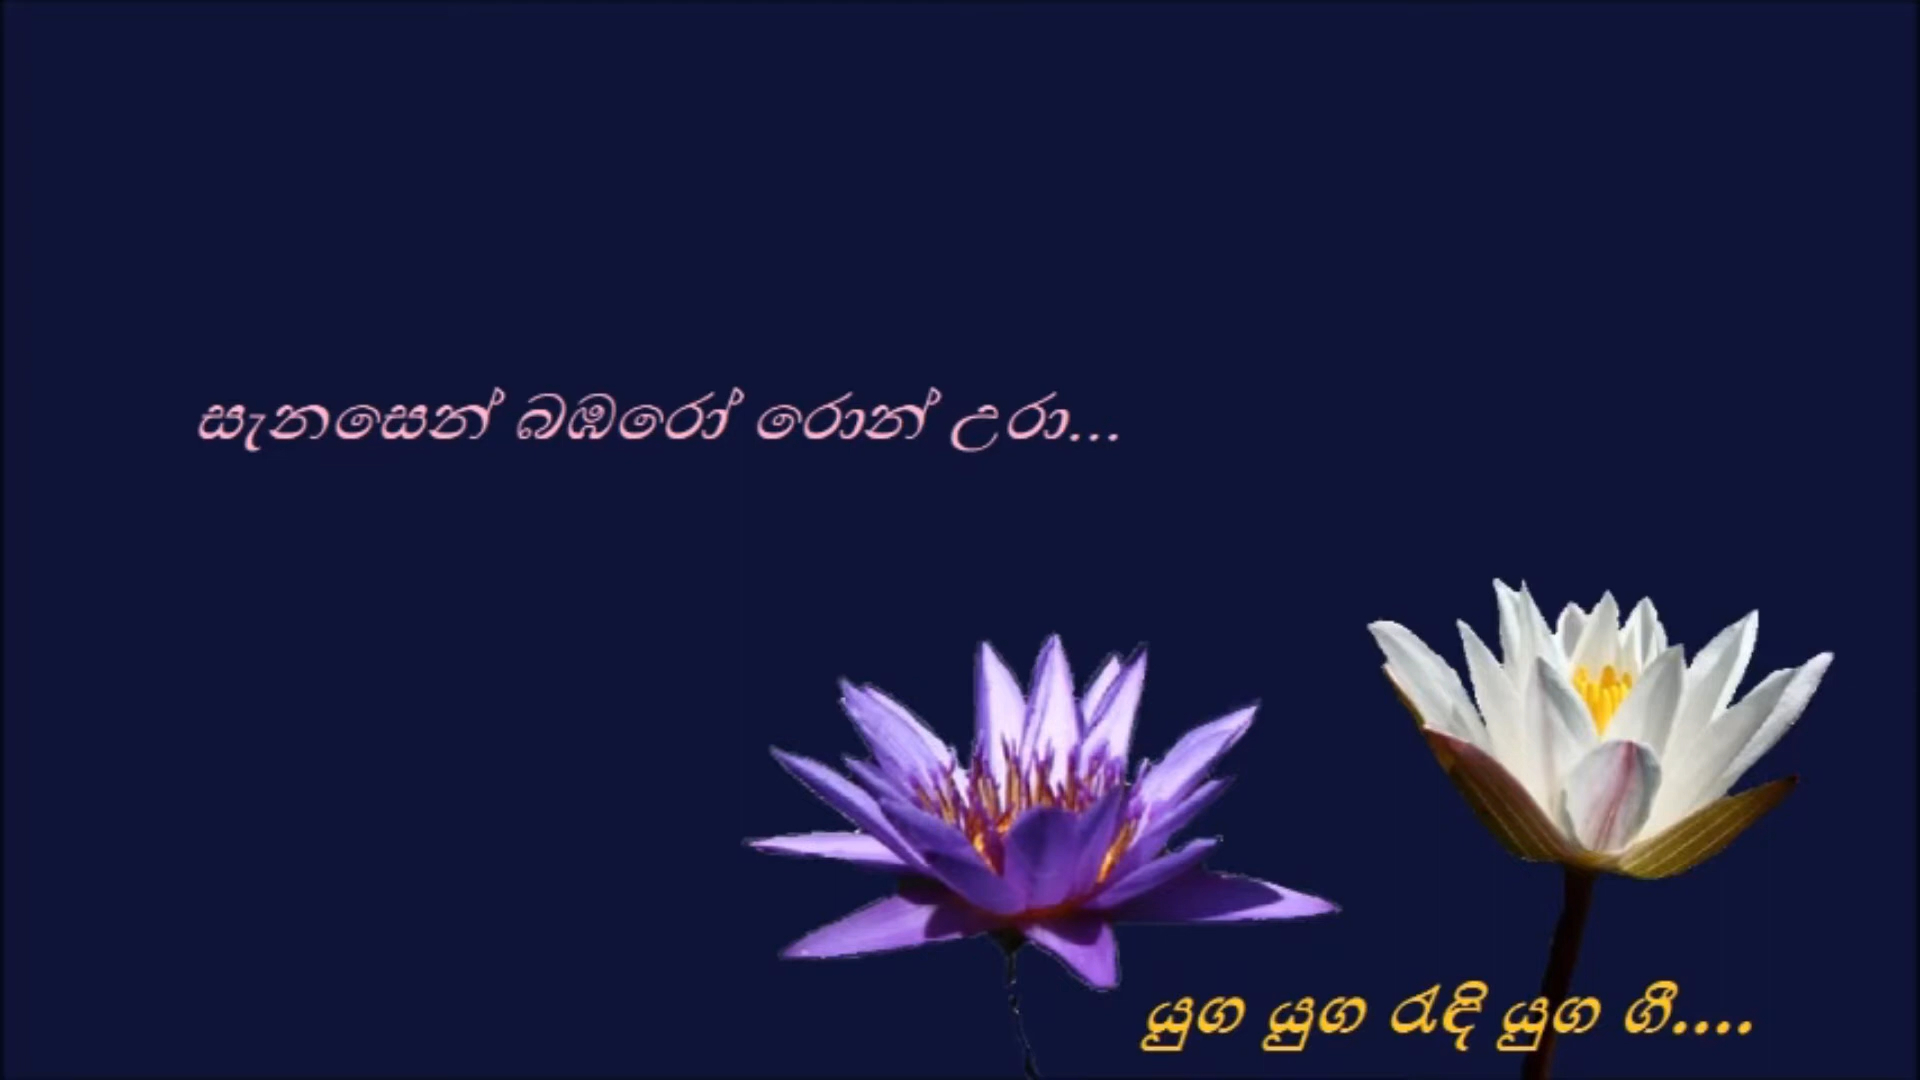 සැනසෙන් බඹරෝ රොන් උරා...
යුග යුග රැඳි යුග ගී....